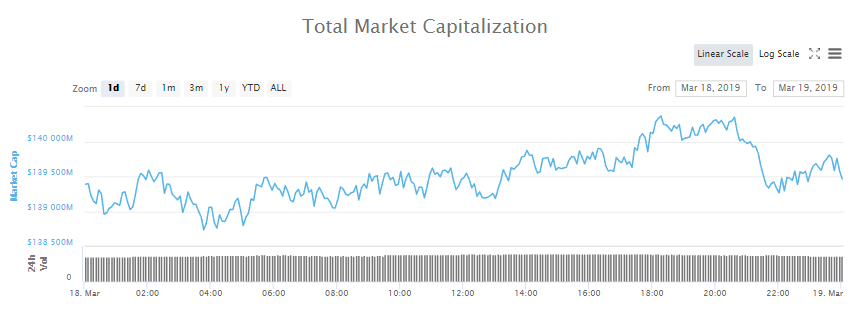 Total Market Capitalization
Linear Scale Log Scale
Zoom 1d 7d 1m 3m 1y YTD ALL From Mar 18, 2019 To Mar 19, 2019
Market Cap
$140 000M
$139 500M
$139 000M
$138 500M
24h Vol
0
18. Mar 02:00 04:00 06:00 08:00 10:00 12:00 14:00 16:00 18:00 20:00 22:00 19. Mar